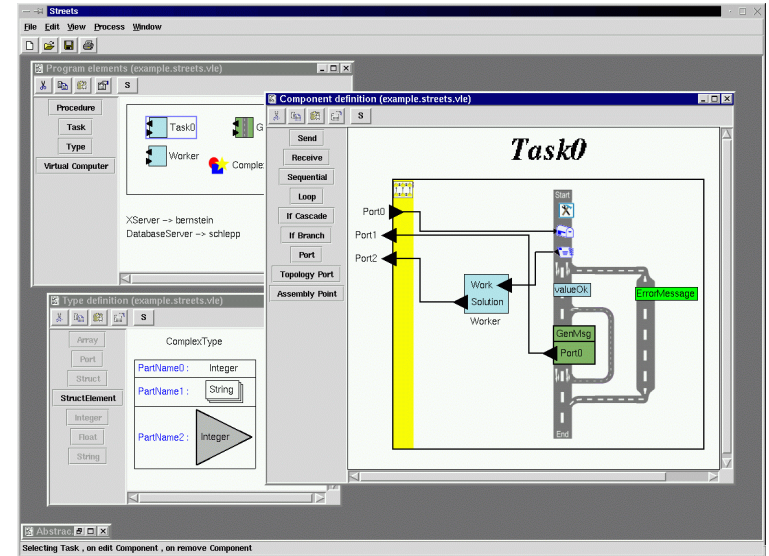 Streets
File Edit View Process Window
Program elements (example.streets.vle)
S
Procedure
Task
Type
Virtual Computer
Task0
G
Worker
Complex
XServer -> bernstein
DatabaseServer -> schlepp
Component definition (example.streets.vle)
S
Send
Receive
Sequential
Loop
If Cascade
If Branch
Port
Topology Port
Assembly Point
Task0
Port0
Port1
Port2
Start
Work
Solution
Worker
valueOk
ErrorMessage
GenMsg
Port0
End
Type definition (example.streets.vle)
S
Array
Port
Struct
StructElement
Integer
Float
String
ComplexType
PartName0 : Integer
PartName1 : String
PartName2 : Integer
Abstrac
Selecting Task , on edit Component , on remove Component